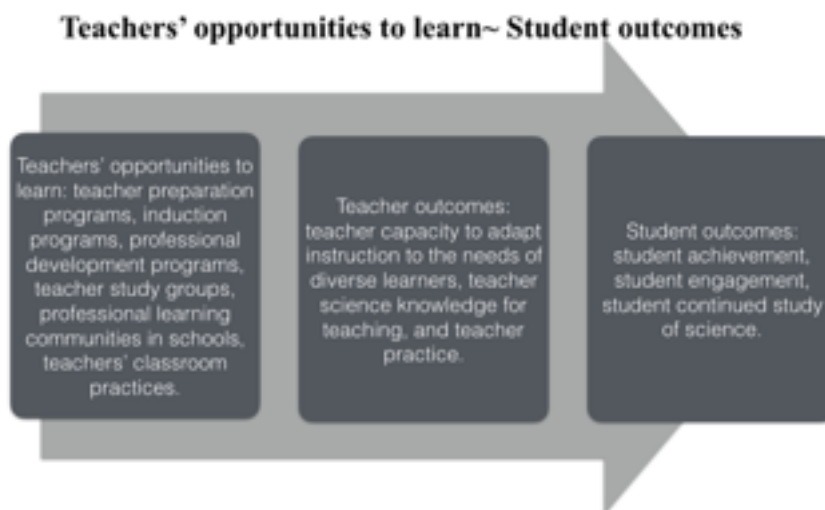 Teachers’ opportunities to learn~ Student outcomes
Teachers’ opportunities to
learn: teacher preparation
programs, induction
programs, professional
development programs,
teacher study groups,
professional learning
communities in schools,
teachers’ classroom
practices.
Teacher outcomes:
teacher capacity to adapt
instruction to the needs of
diverse learners, teacher
science knowledge for
teaching, and teacher
practice.
Student outcomes:
student achievement,
student engagement,
student continued study
of science.